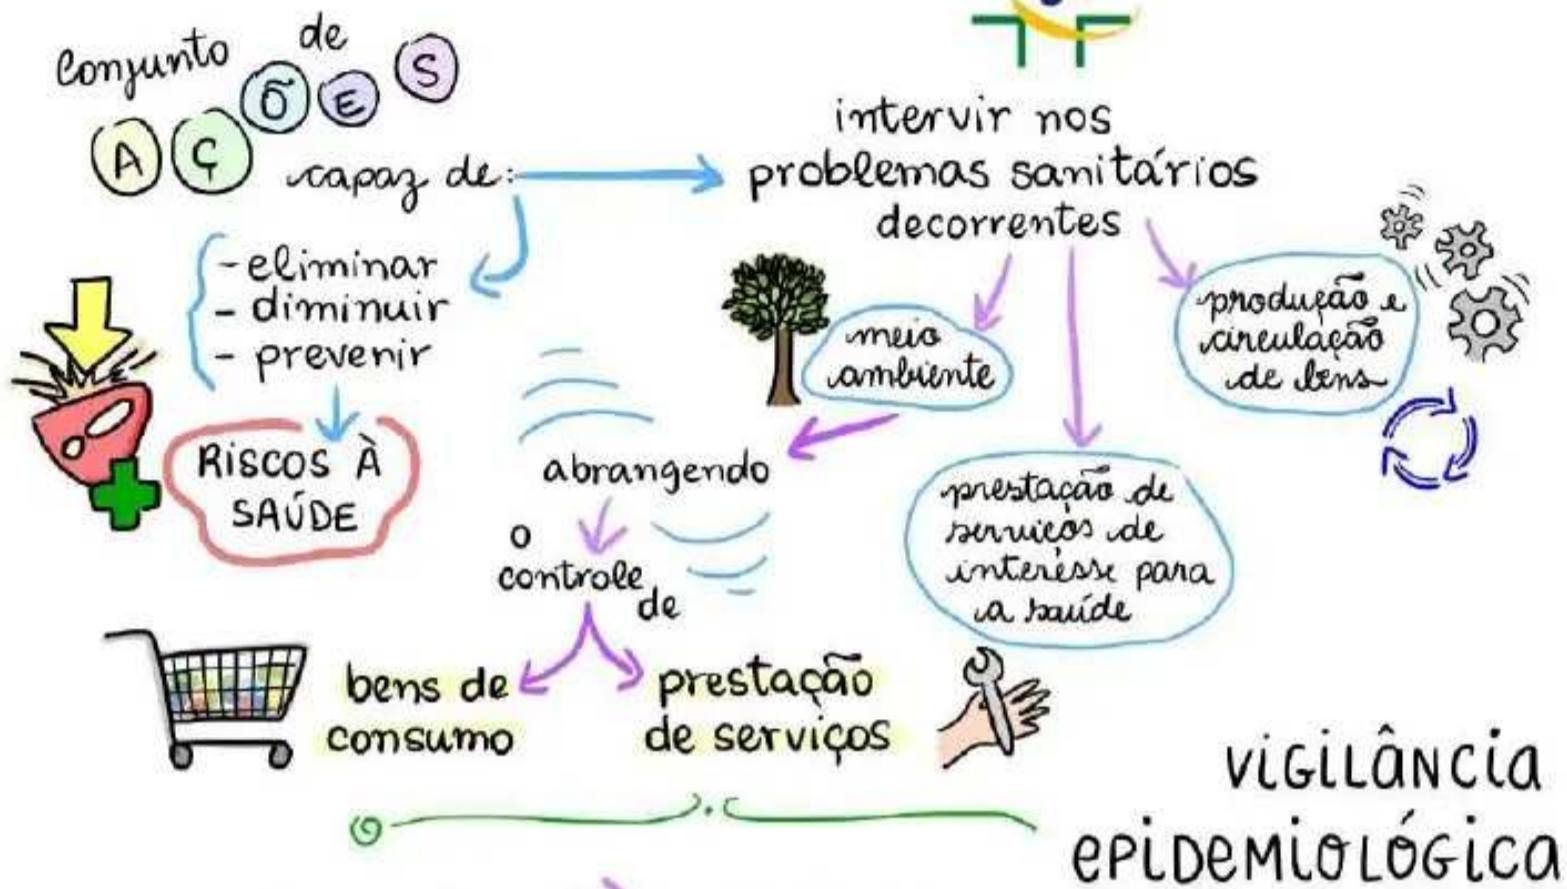 Conjunto de
AÇÕES
capaz de:
- eliminar
- diminuir
- prevenir
RISCOS À
SAÚDE
intervir nos
problemas sanitários
decorrentes
meio
ambiente
produção e
circulação
de bens
prestação de
serviços de
interesse para
a saúde
abrangendo
o
controle
de
bens de
consumo
prestação
de serviços
VIGILÂNCIA
EPIDEMIOLÓGICA